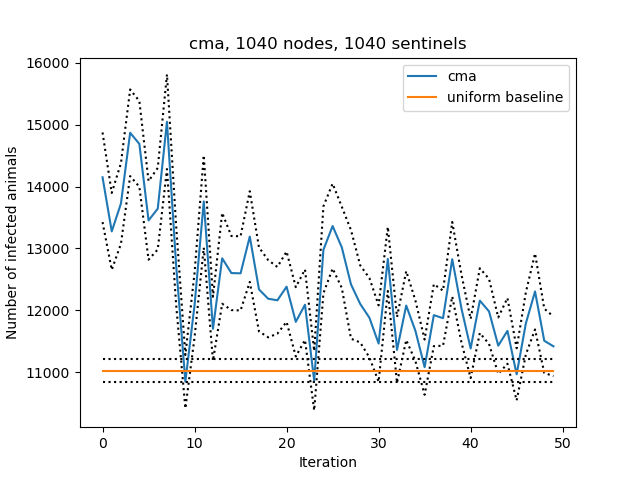 cma, 1040 nodes, 1040 sentinels
16000
15000
14000
13000
12000
11000
Number of infected animals
cma
uniform baseline
0
10
20
30
40
50
Iteration